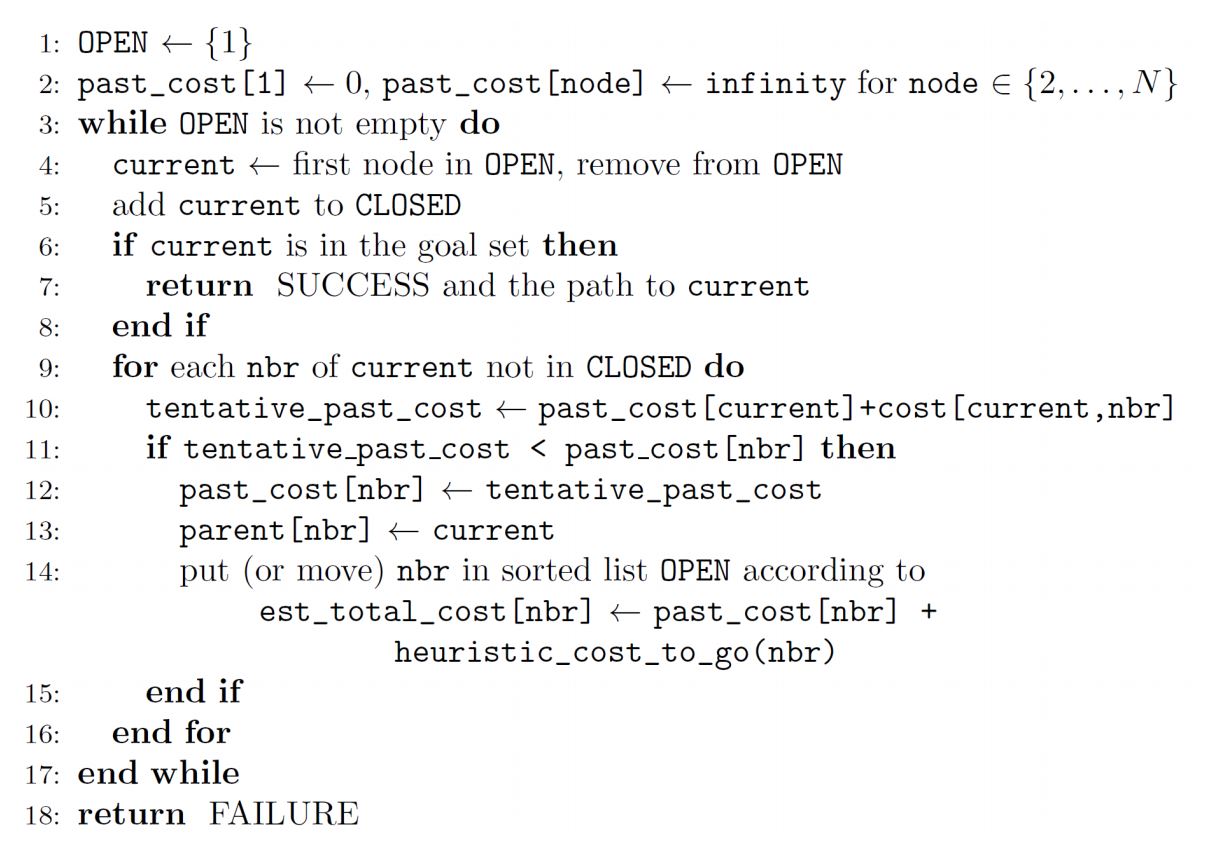 1: OPEN ← {1}
2: past_cost[1] ← 0, past_cost[node] ← infinity for node ∈ {2, . . . , N}
3: while OPEN is not empty do
4: current ← first node in OPEN, remove from OPEN
5: add current to CLOSED
6: if current is in the goal set then
7: return SUCCESS and the path to current
8: end if
9: for each nbr of current not in CLOSED do
10: tentative_past_cost ← past_cost[current]+cost[current,nbr]
11: if tentative_past_cost < past_cost[nbr] then
12: past_cost[nbr] ← tentative_past_cost
13: parent[nbr] ← current
14: put (or move) nbr in sorted list OPEN according to
est_total_cost[nbr] ← past_cost[nbr] +
heuristic_cost_to_go(nbr)
15: end if
16: end for
17: end while
18: return FAILURE